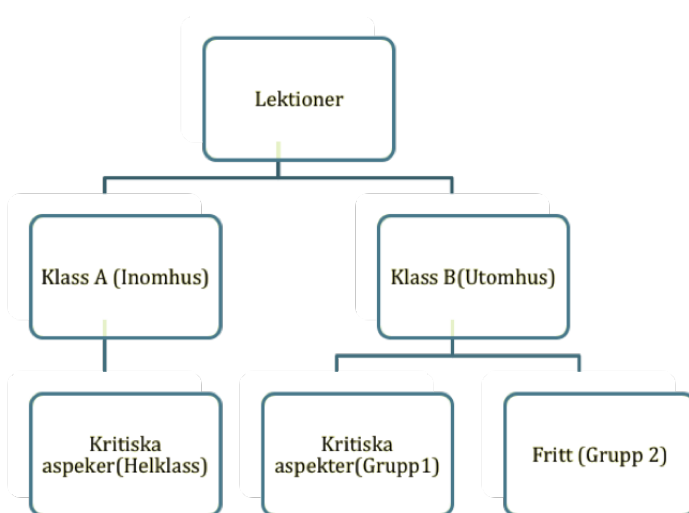 Lektioner
Klass A (Inomhus)
Klass B(Utomhus)
Kritiska
aspeker(Helklass)
Kritiska
aspekter(Grupp1)
Fritt (Grupp 2)